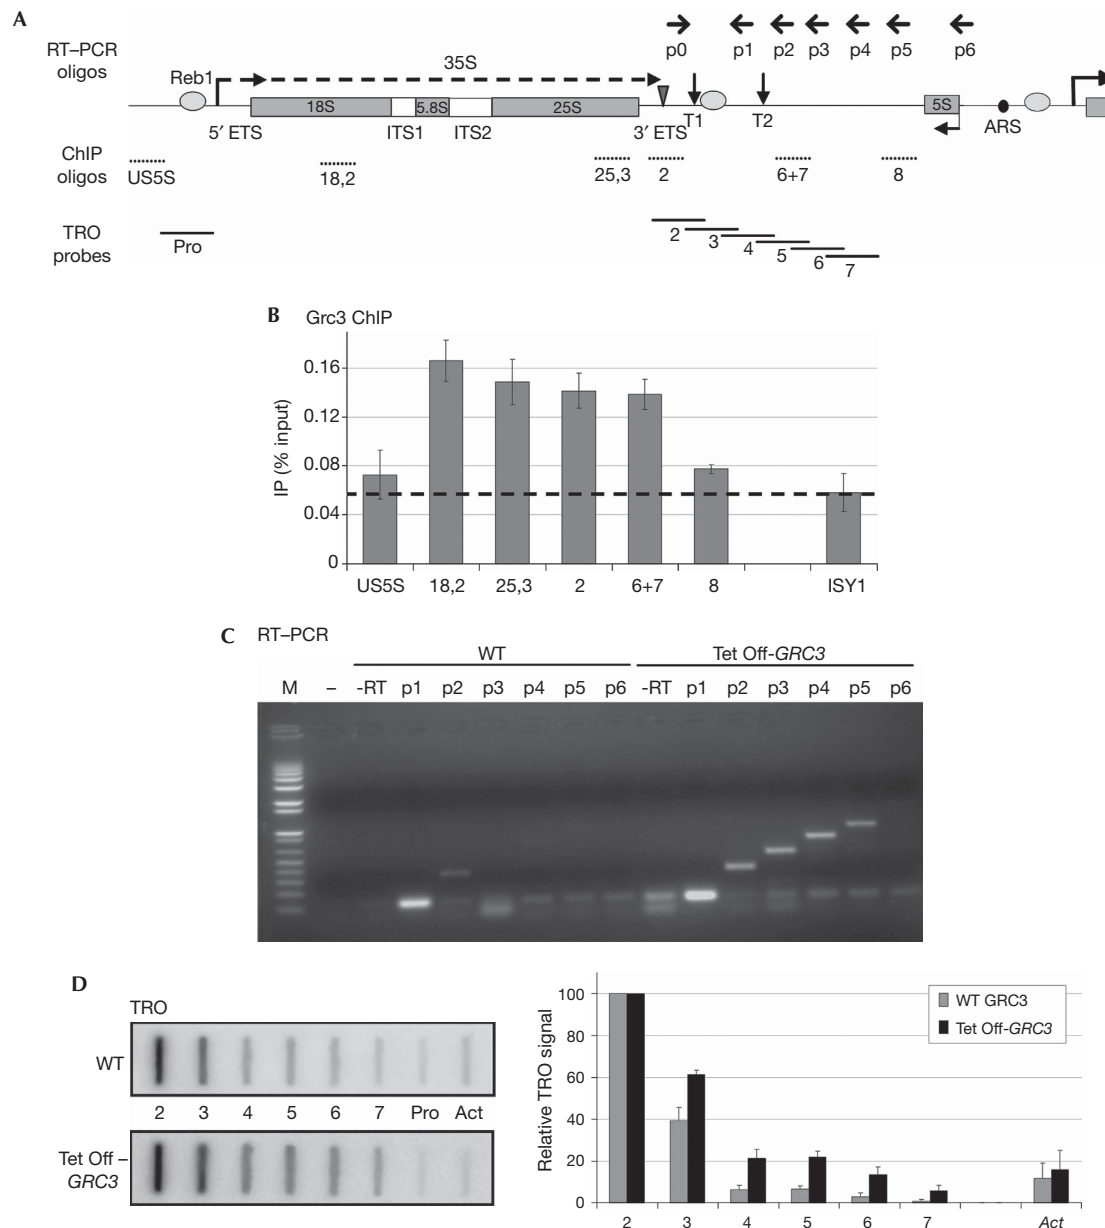 A
RT–PCR
oligos
p0 p1 p2 p3 p4 p5 p6
Reb1
35S
18S 5.8S 25S 5S
5′ ETS ITS1 ITS2 3′ ETS T1 T2 ARS
ChIP
oligos
US5S 18,2 25,3 2 6+7 8
TRO
probes
Pro 2 3 4 5 6 7
B Grc3 ChIP
IP (% input)
0.16
0.12
0.08
0.04
0
US5S 18,2 25,3 2 6+7 8 ISY1
C RT–PCR
WT Tet Off-GRC3
M – -RT p1 p2 p3 p4 p5 p6 -RT p1 p2 p3 p4 p5 p6
D
TRO
WT
2 3 4 5 6 7 Pro Act
Tet Off –
GRC3
Relative TRO signal
100
80
60
40
20
0
WT GRC3
Tet Off-GRC3
2 3 4 5 6 7 Act